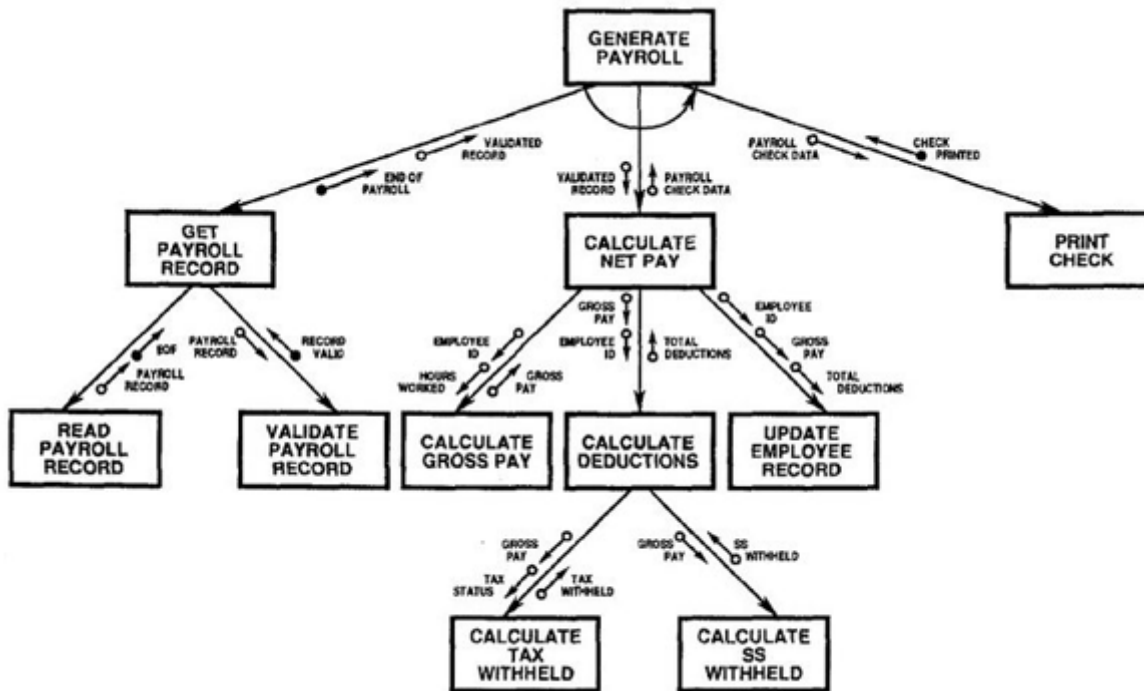 GENERATE
PAYROLL
VALIDATED
RECORD
END OF
PAYROLL
VALIDATED
RECORD
PAYROLL
CHECK DATA
PAYROLL
CHECK DATA
CHECK
PRINTED
GET
PAYROLL
RECORD
CALCULATE
NET PAY
PRINT
CHECK
EOF
PAYROLL
RECORD
PAYROLL
RECORD
RECORD
VALID
EMPLOYEE
ID
HOURS
WORKED
GROSS
PAY
GROSS
PAY
EMPLOYEE
ID
TOTAL
DEDUCTIONS
EMPLOYEE
ID
GROSS
PAY
TOTAL
DEDUCTIONS
READ
PAYROLL
RECORD
VALIDATE
PAYROLL
RECORD
CALCULATE
GROSS PAY
CALCULATE
DEDUCTIONS
UPDATE
EMPLOYEE
RECORD
GROSS
PAY
TAX
STATUS
TAX
WITHHELD
GROSS
PAY
SS
WITHHELD
CALCULATE
TAX
WITHHELD
CALCULATE
SS
WITHHELD